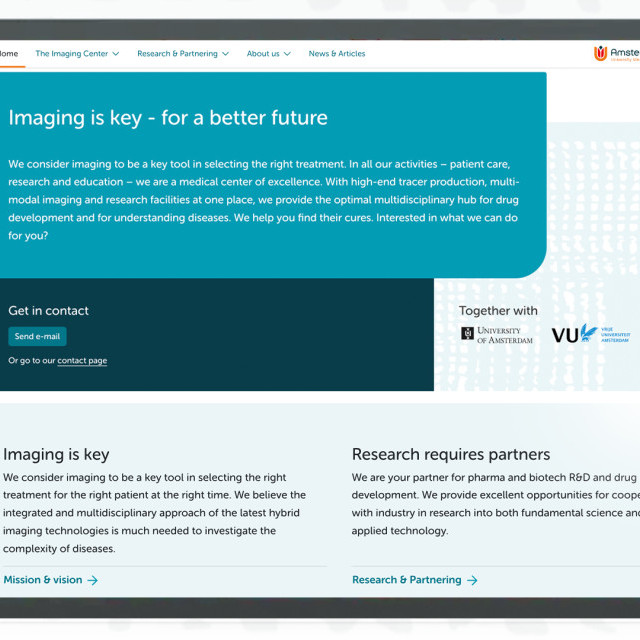 The Imaging Center
Research & Partnering
About us
News & Articles
Imaging is key - for a better future
We consider imaging to be a key tool in selecting the right treatment. In all our activities – patient care,
research and education – we are a medical center of excellence. With high-end tracer production, multi-
modal imaging and research facilities at one place, we provide the optimal multidisciplinary hub for drug
development and for understanding diseases. We help you find their cures. Interested in what we can do
for you?
Get in contact
Send e-mail
Or go to our contact page
Together with
UNIVERSITY
OF AMSTERDAM
VU
VRIJE
UNIVERSITEIT
AMSTERDAM
Imaging is key
We consider imaging to be a key tool in selecting the right
treatment for the right patient at the right time. We believe the
integrated and multidisciplinary approach of the latest hybrid
imaging technologies is much needed to investigate the
complexity of diseases.
Mission & vision
Research requires partners
We are your partner for pharma and biotech R&D and drug
development. We provide excellent opportunities for coope
with industry in research into both fundamental science and
applied technology.
Research & Partnering